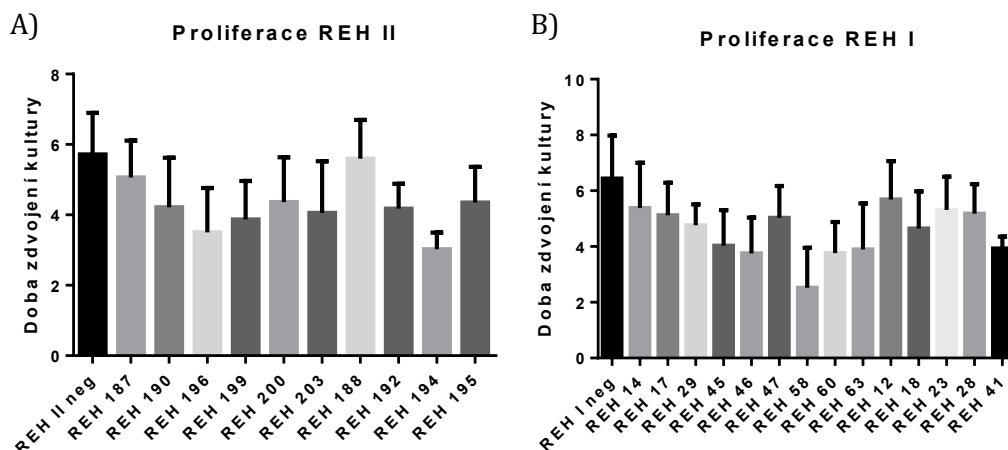 A)
Proliferace REH II
Doba zdvojení kultury
8
6
4
2
0
REH II neg
REH 187
REH 190
REH 196
REH 199
REH 200
REH 203
REH 188
REH 192
REH 194
REH 195
B)
Proliferace REH I
Doba zdvojení kultury
10
8
6
4
2
0
REH I neg
REH 14
REH 17
REH 29
REH 45
REH 46
REH 47
REH 58
REH 60
REH 63
REH 12
REH 18
REH 23
REH 28
REH 41